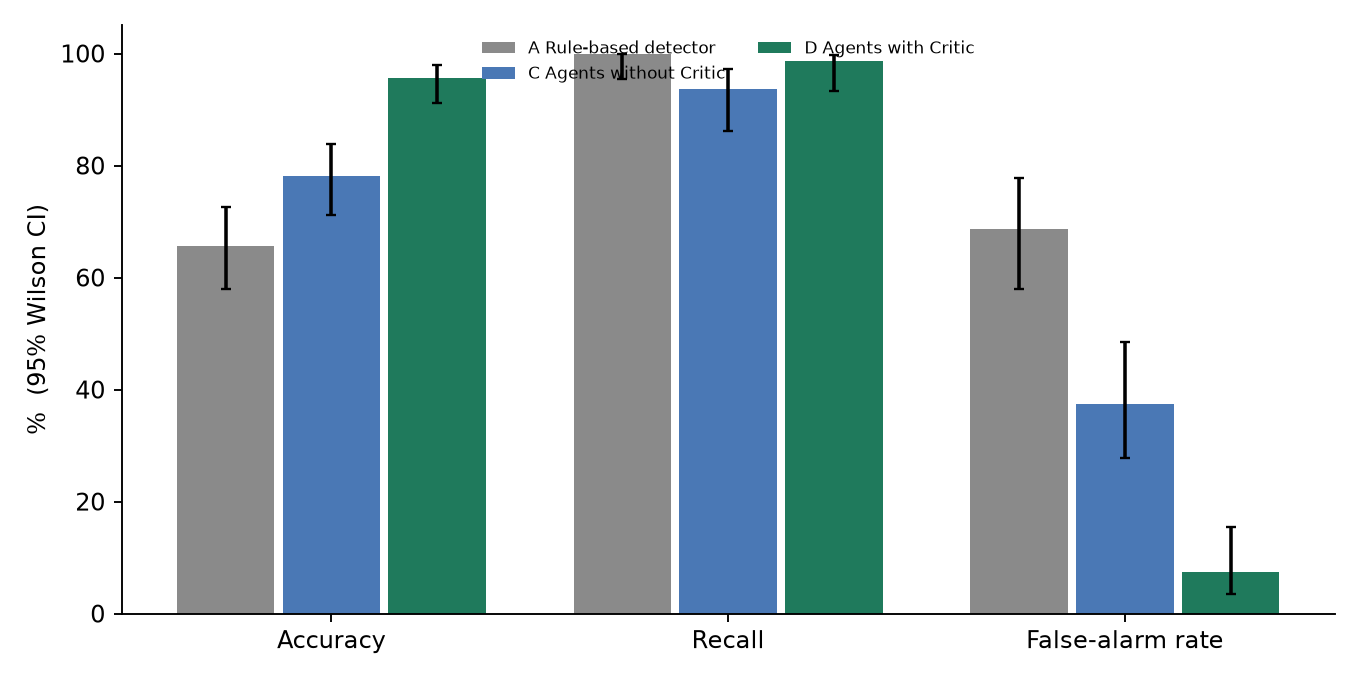 A Rule-based detector
C Agents without Critic
D Agents with Critic
% (95% Wilson CI)
100
80
60
40
20
0
Accuracy
Recall
False-alarm rate